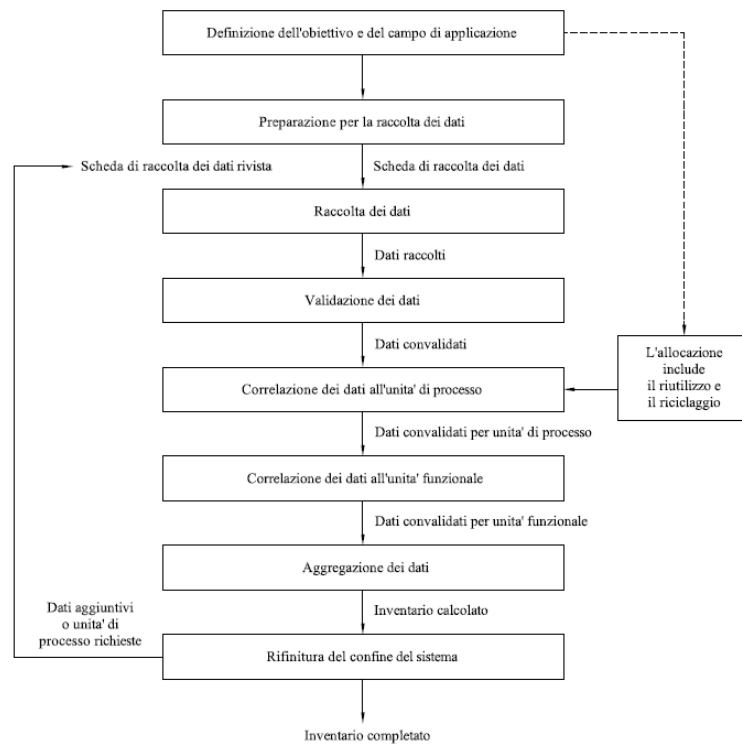 Definizione dell'obiettivo e del campo di applicazione
Preparazione per la raccolta dei dati
Scheda di raccolta dei dati rivista
Scheda di raccolta dei dati
Raccolta dei dati
Dati raccolti
Validazione dei dati
Dati convalidati
L'allocazione
include
il riutilizzo e
il riciclaggio
Correlazione dei dati all'unita' di processo
Dati convalidati per unita' di processo
Correlazione dei dati all'unita' funzionale
Dati convalidati per unita' funzionale
Aggregazione dei dati
Inventario calcolato
Dati aggiuntivi
o unita' di
processo richieste
Rifinitura del confine del sistema
Inventario completato